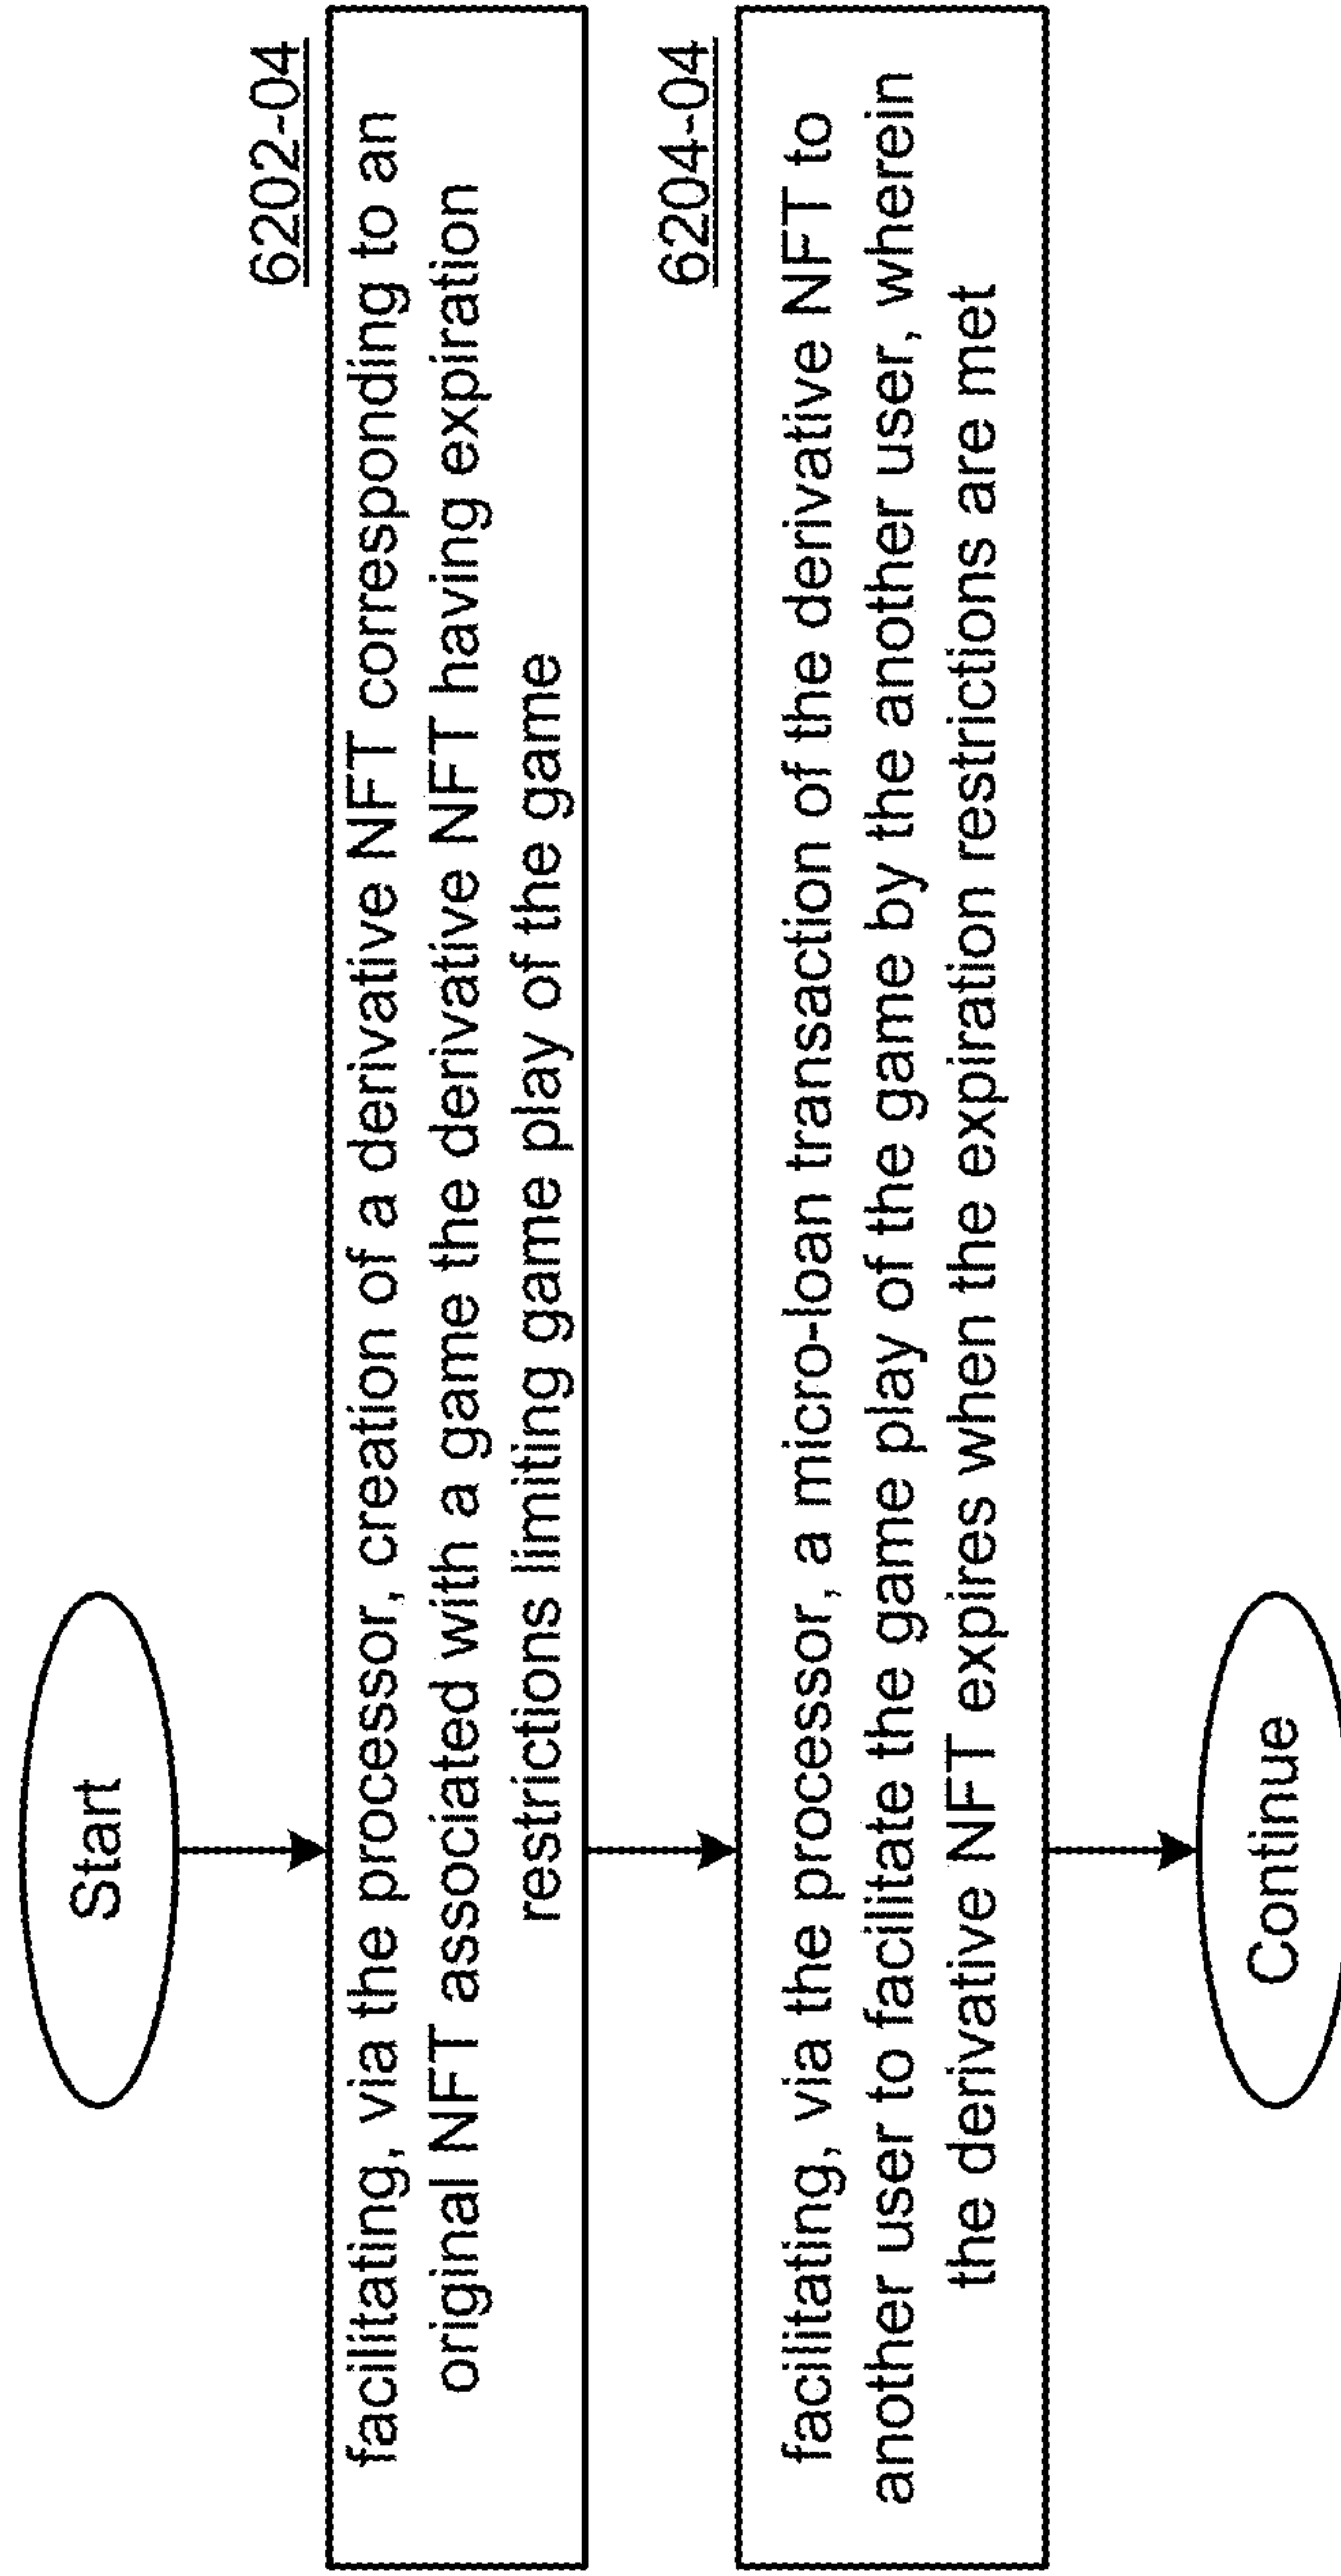 Start
6202-04
facilitating, via the processor, creation of a derivative NFT corresponding to an
original NFT associated with a game the derivative NFT having expiration
restrictions limiting game play of the game
6204-04
facilitating, via the processor, a micro-loan transaction of the derivative NFT to
another user to facilitate the game play of the game by the another user, wherein
the derivative NFT expires when the expiration restrictions are met
Continue